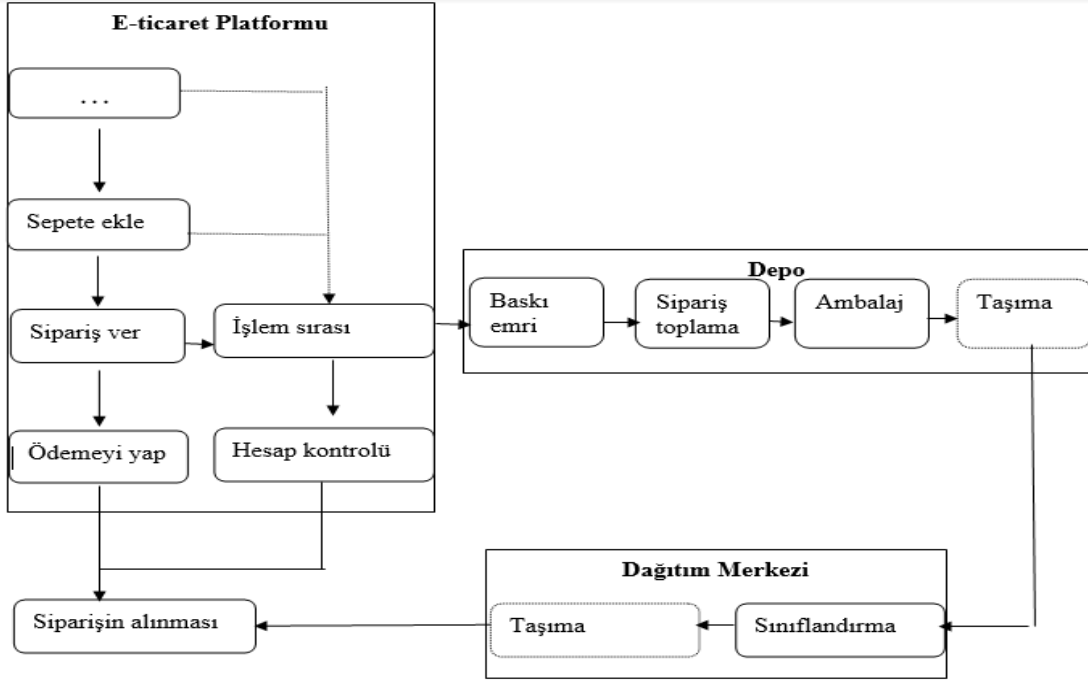 E-ticaret Platformu
...
Sepete ekle
Sipariş ver
İşlem sırası
Ödemeyi yap
Hesap kontrolü
Depo
Baskı
emri
Sipariş
toplama
Ambalaj
Taşıma
Dağıtım Merkezi
Siparişin alınması
Taşıma
Sınıflandırma